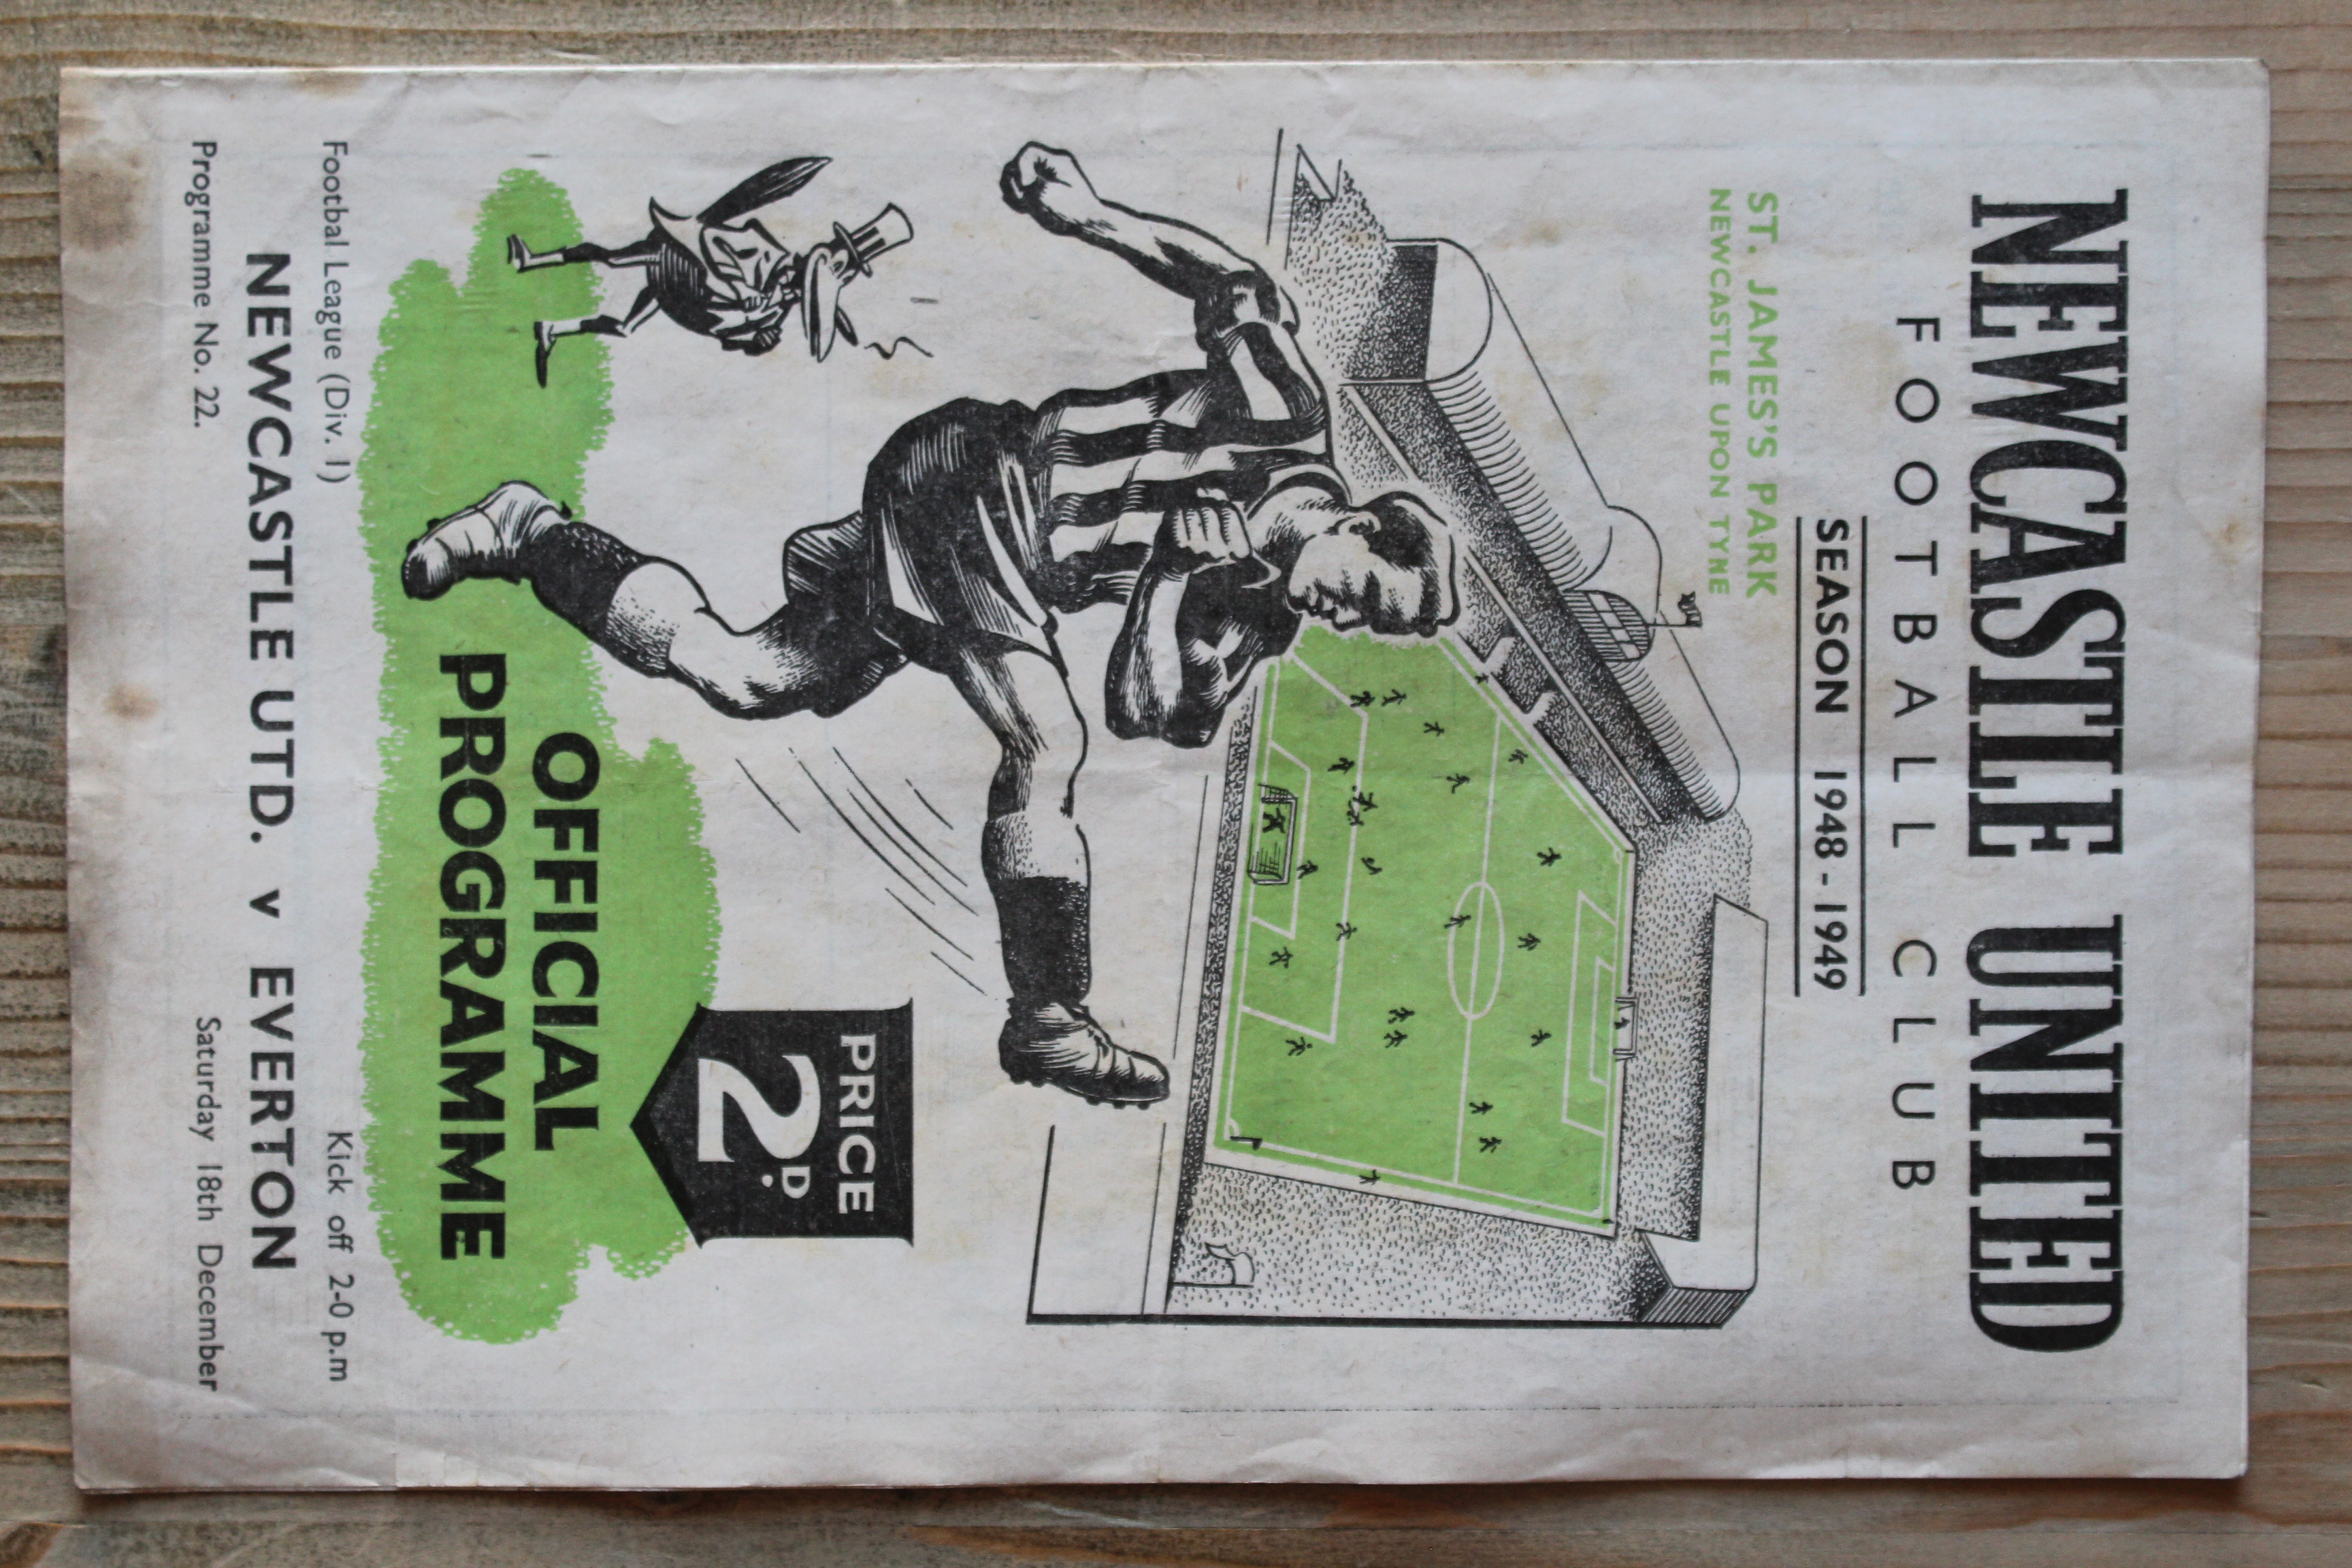 NEWCASTLE UNITED
FOOTBALL CLUB
SEASON 1948-1949
ST. JAMES'S PARK
NEWCASTLE UPON TYNE
PRICE
2D.
OFFICIAL
PROGRAMME
Footbal League (Div. 1) Kick off 2-0 p.m
NEWCASTLE UTD. v EVERTON
Programme No. 22. Saturday 18th December